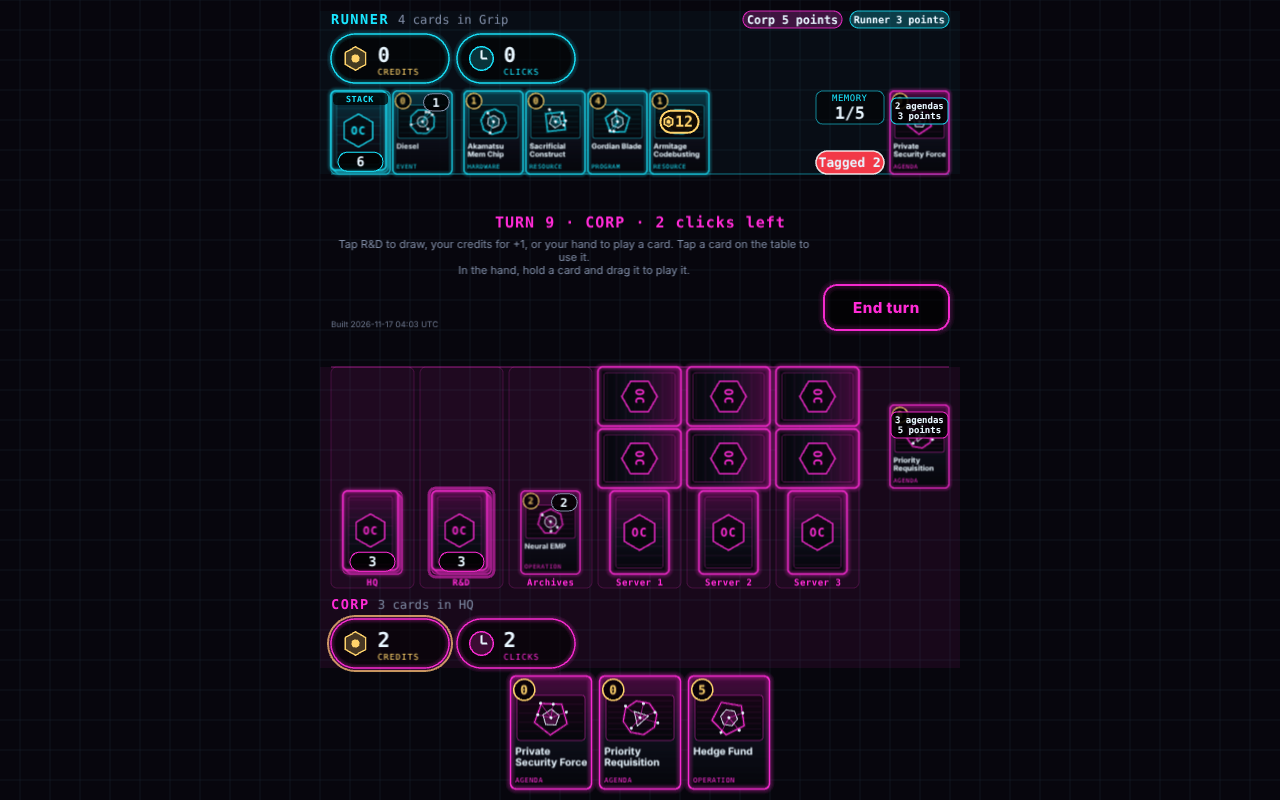 RUNNER 4 cards in Grip
Corp 5 points
Runner 3 points
0
CREDITS
0
CLICKS
STACK
OC
6
0
1
Diesel
EVENT
1
Akamatsu
Mem Chip
HARDWARE
0
Sacrificial
Construct
RESOURCE
4
Gordian Blade
PROGRAM
1
12
Armitage
Codebusting
RESOURCE
MEMORY
1/5
Tagged 2
2 agendas
3 points
Private
Security Force
AGENDA
TURN 9 · CORP · 2 clicks left
Tap R&D to draw, your credits for +1, or your hand to play a card. Tap a card on the table to
use it.
In the hand, hold a card and drag it to play it.
End turn
Built 2026-11-17 04:03 UTC
OC
OC
OC
OC
OC
OC
3 agendas
5 points
Priority
Requisition
AGENDA
OC
3
HQ
OC
3
R&D
2
2
Neural EMP
OPERATION
Archives
OC
Server 1
OC
Server 2
OC
Server 3
CORP 3 cards in HQ
2
CREDITS
2
CLICKS
0
Private
Security Force
AGENDA
0
Priority
Requisition
AGENDA
5
Hedge Fund
OPERATION